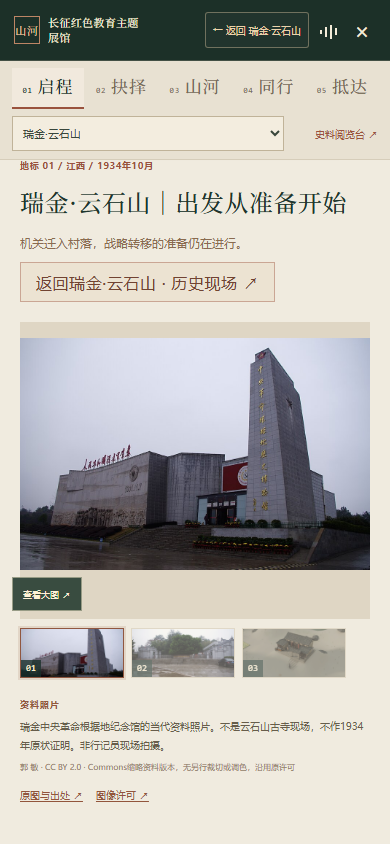 山河
长征红色教育主题
展馆
← 返回 瑞金·云石山
×
01 启程
02 抉择
03 山河
04 同行
05 抵达
瑞金·云石山
史料阅览台 ↗
地标 01 / 江西 / 1934年10月
瑞金·云石山｜出发从准备开始
机关迁入村落，战略转移的准备仍在进行。
返回瑞金·云石山 · 历史现场 ↗
查看大图 ↗
01
02
03
资料照片
瑞金中央革命根据地纪念馆的当代资料照片。不是云石山古寺现场，不作1934
年原状证明。非行记员现场拍摄。
郭 敏 · CC BY 2.0 · Commons缩略资料版本，无另行裁切或调色，沿用原许可
原图与出处 ↗
图像许可 ↗